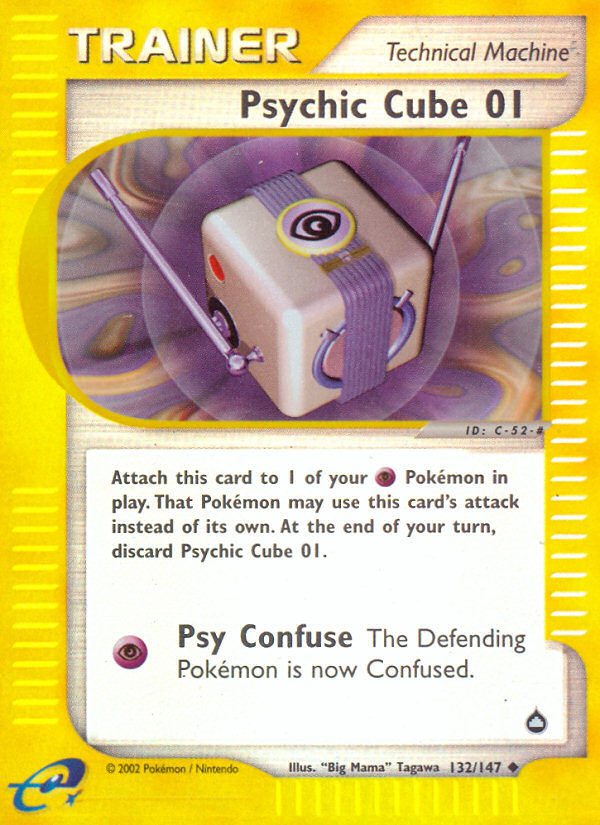 TRAINER
Technical Machine
Psychic Cube 01
ID: C-52-#
Attach this card to 1 of your Pokémon in
play. That Pokémon may use this card's attack
instead of its own. At the end of your turn,
discard Psychic Cube 01.
Psy Confuse The Defending
Pokémon is now Confused.
© 2002 Pokémon / Nintendo
Illus. "Big Mama" Tagawa 132/147
e